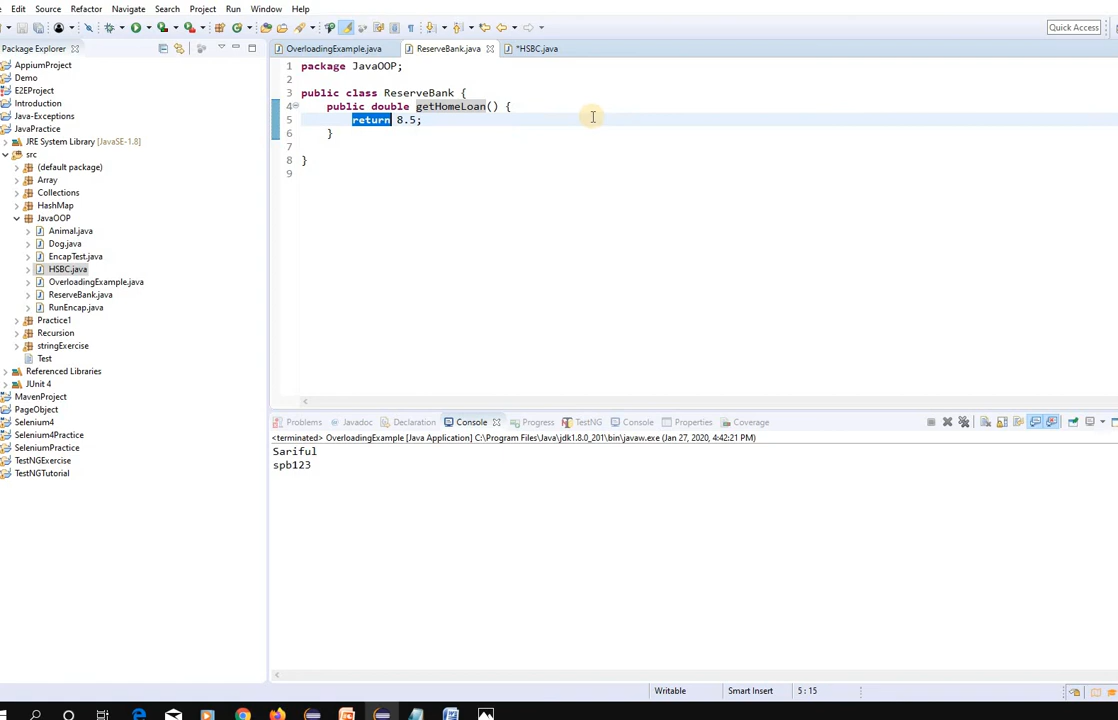 Edit Source Refactor Navigate Search Project Run Window Help
Quick Access
Package Explorer
OverloadingExample.java ReserveBank.java *HSBC.java
AppiumProject
Demo
E2EProject
Introduction
Java-Exceptions
JavaPractice
JRE System Library [JavaSE-1.8]
src
(default package)
Array
Collections
HashMap
JavaOOP
Animal.java
Dog.java
EncapTest.java
HSBC.java
OverloadingExample.java
ReserveBank.java
RunEncap.java
Practice1
Recursion
stringExercise
Test
Referenced Libraries
JUnit 4
MavenProject
PageObject
Selenium4
Selenium4Practice
SeleniumPractice
TestNGExercise
TestNGTutorial
1 package JavaOOP;
2
3 public class ReserveBank {
4 public double getHomeLoan() {
5 return 8.5;
6 }
7
8 }
9
Problems Javadoc Declaration Console Progress TestNG Console Properties Coverage
<terminated> OverloadingExample [Java Application] C:\Program Files\Java\jdk1.8.0_201\bin\javaw.exe (Jan 27, 2020, 4:42:21 PM)
Sariful
spb123
Writable Smart Insert 5 : 15